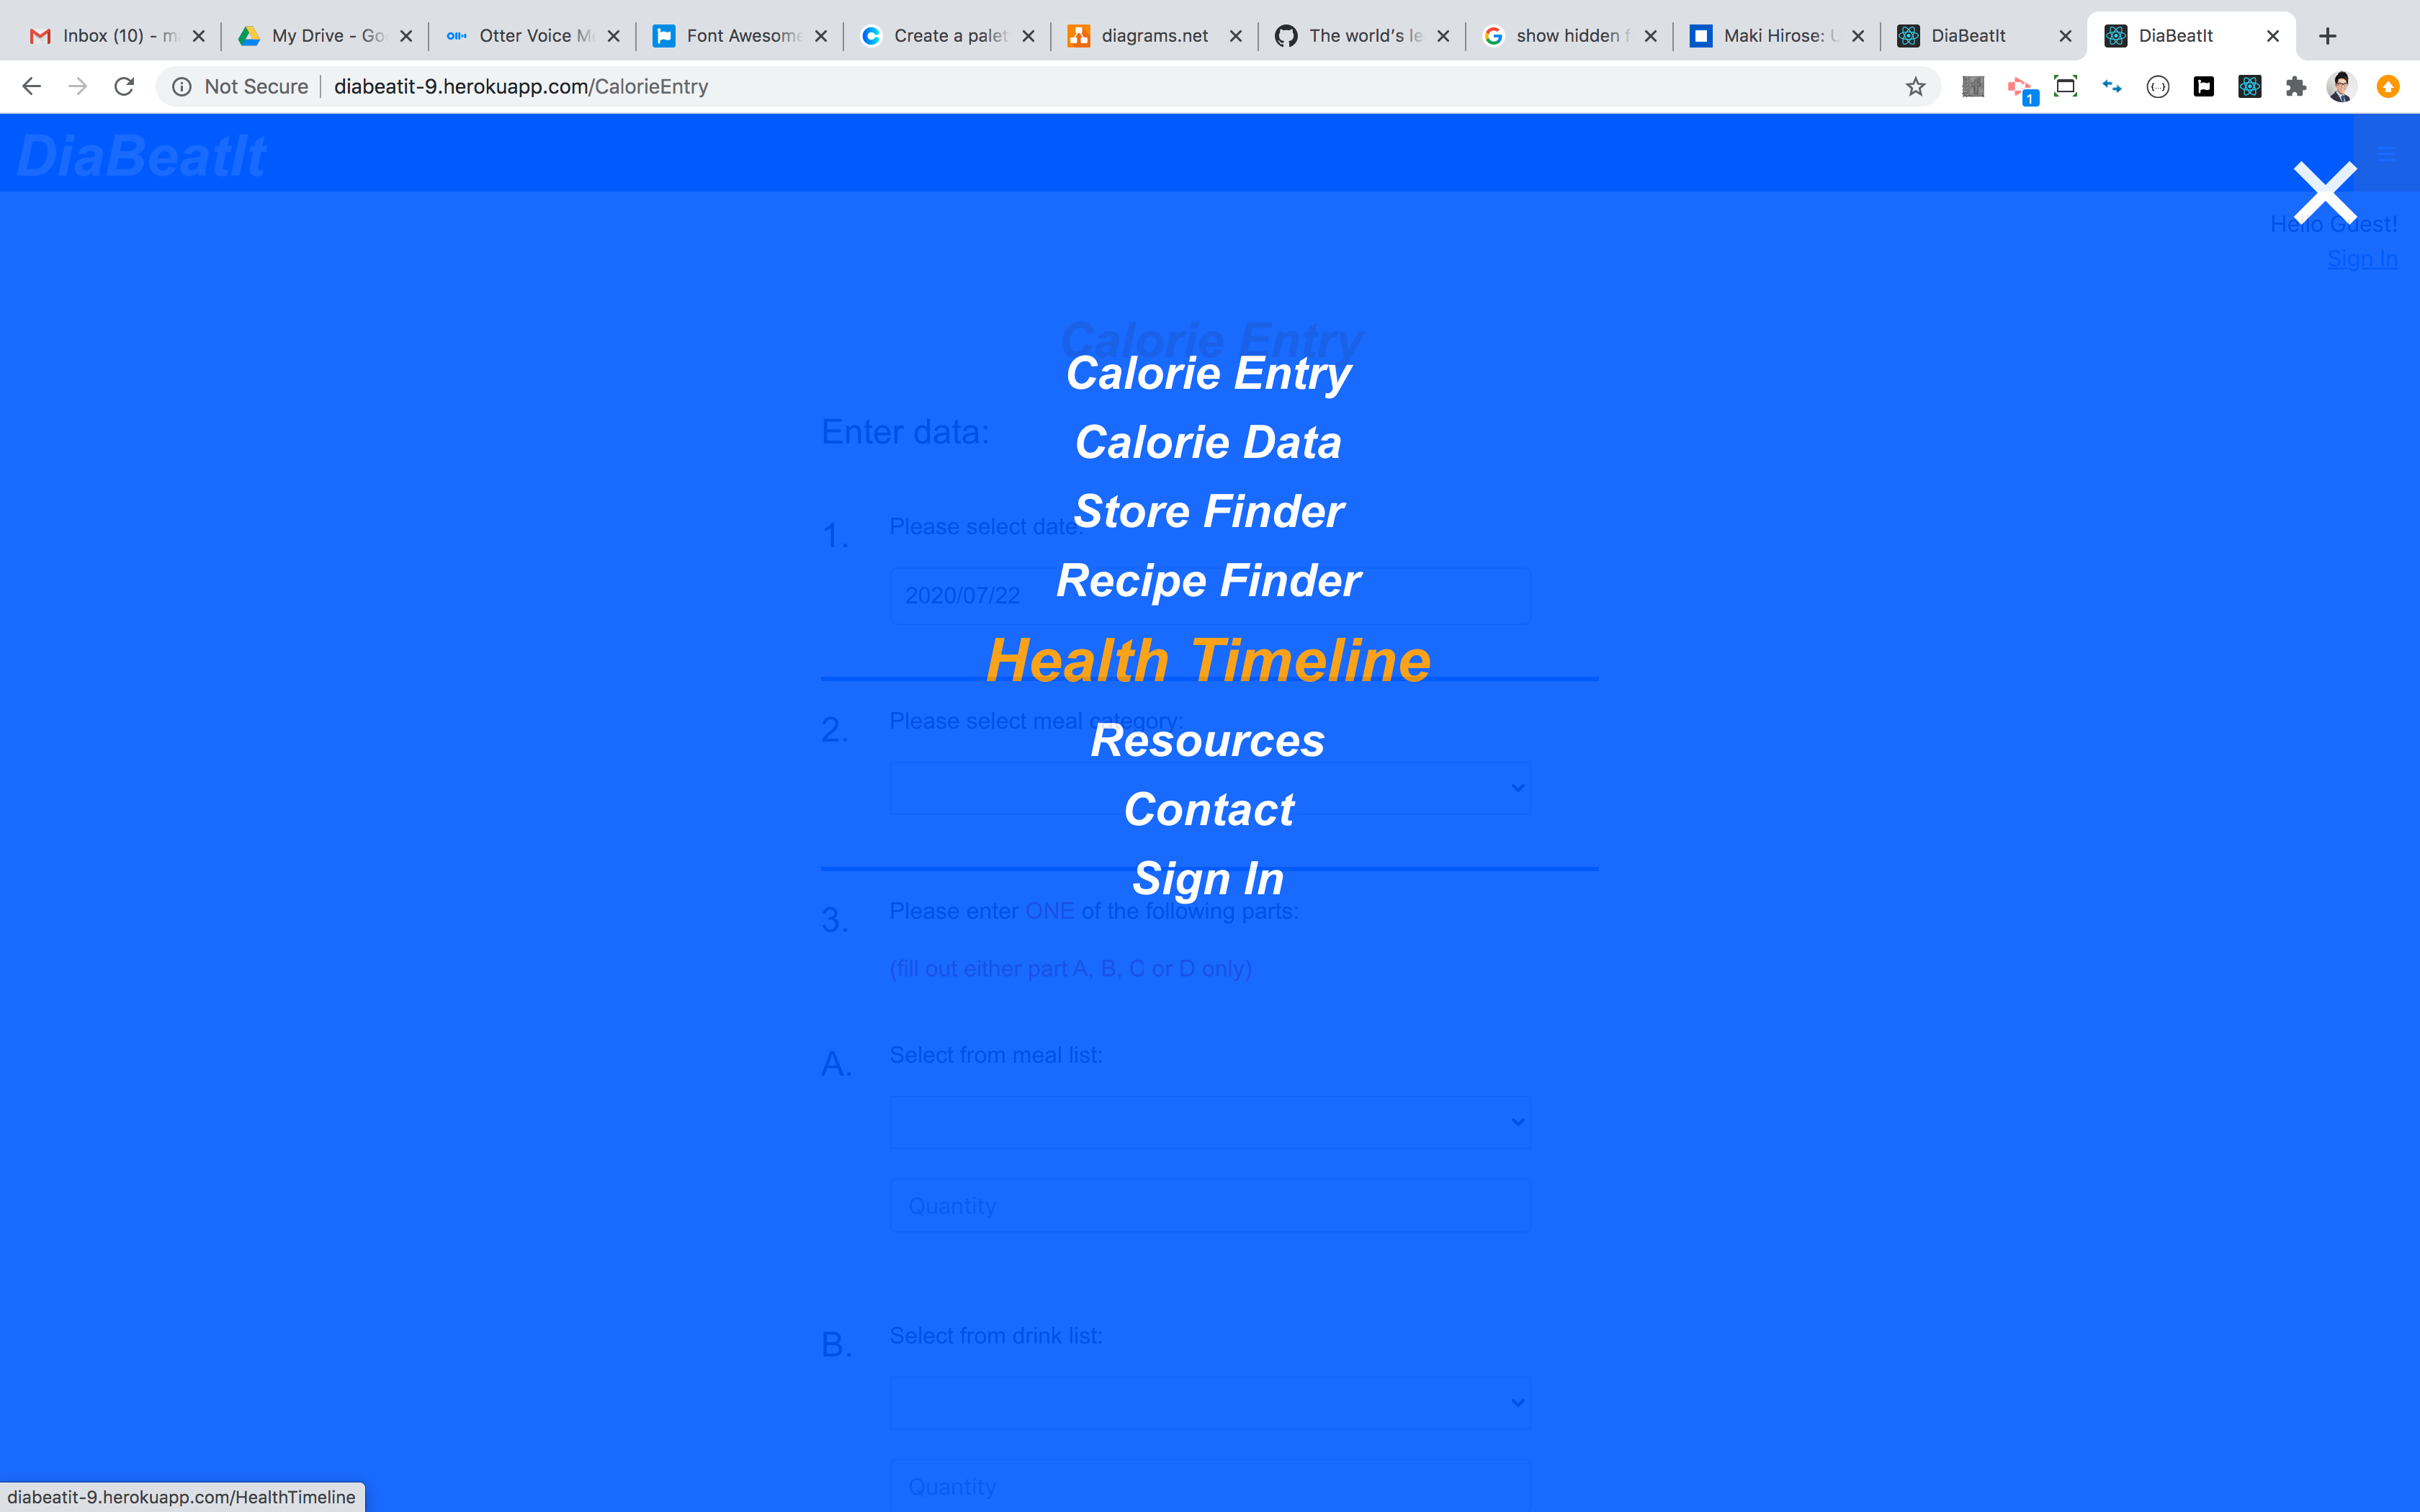 Inbox (10) - m
My Drive - Go
Otter Voice M
Font Awesome
Create a palet
diagrams.net
The world's le
show hidden f
Maki Hirose: U
DiaBeatIt
DiaBeatIt
Not Secure
diabeatit-9.herokuapp.com/CalorieEntry
1
DiaBeatIt
Hello Guest!
Sign In
Calorie Entry
Calorie Entry
Enter data:
Calorie Data
1. Please select date:
Store Finder
2020/07/22
Recipe Finder
Health Timeline
2. Please select meal category:
Resources
Contact
Sign In
3. Please enter ONE of the following parts:
(fill out either part A, B, C or D only)
A. Select from meal list:
Quantity
B. Select from drink list:
Quantity
diabeatit-9.herokuapp.com/HealthTimeline